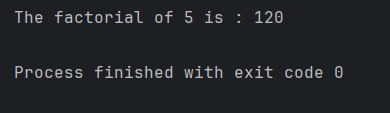 The factorial of 5 is : 120
Process finished with exit code 0